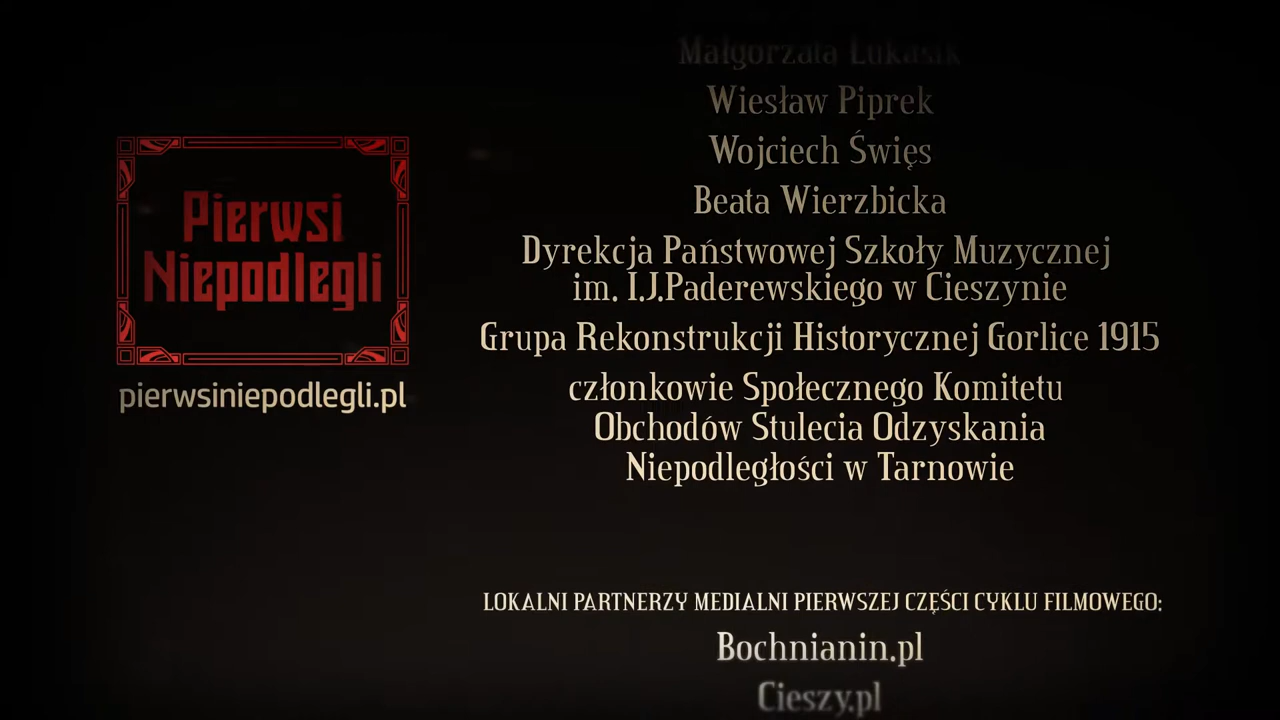 Pierwsi
Niepodlegli
pierwsiniepodlegli.pl
Małgorzata Łukasik
Wiesław Piprek
Wojciech Święs
Beata Wierzbicka
Dyrekcja Państwowej Szkoły Muzycznej
im. I.J.Paderewskiego w Cieszynie
Grupa Rekonstrukcji Historycznej Gorlice 1915
członkowie Społecznego Komitetu
Obchodów Stulecia Odzyskania
Niepodległości w Tarnowie
LOKALNI PARTNERZY MEDIALNI PIERWSZEJ CZĘŚCI CYKLU FILMOWEGO:
Bochnianin.pl
Cieszy.pl